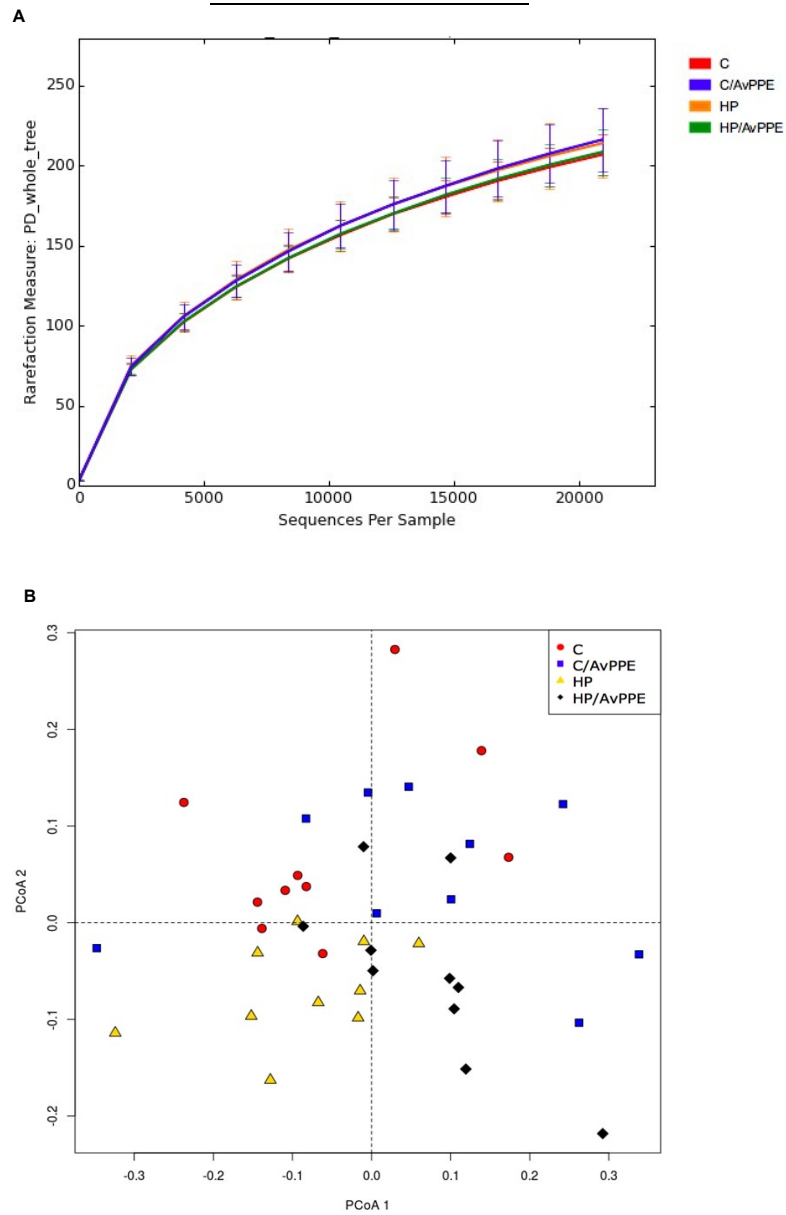 A
Rarefaction Measure: PD_whole_tree
250
200
150
100
50
0
0 5000 10000 15000 20000
Sequences Per Sample
C
C/AvPPE
HP
HP/AvPPE
B
PCoA 2
0.3
0.2
0.1
0.0
-0.1
-0.2
C
C/AvPPE
HP
HP/AvPPE
-0.3 -0.2 -0.1 0.0 0.1 0.2 0.3
PCoA 1